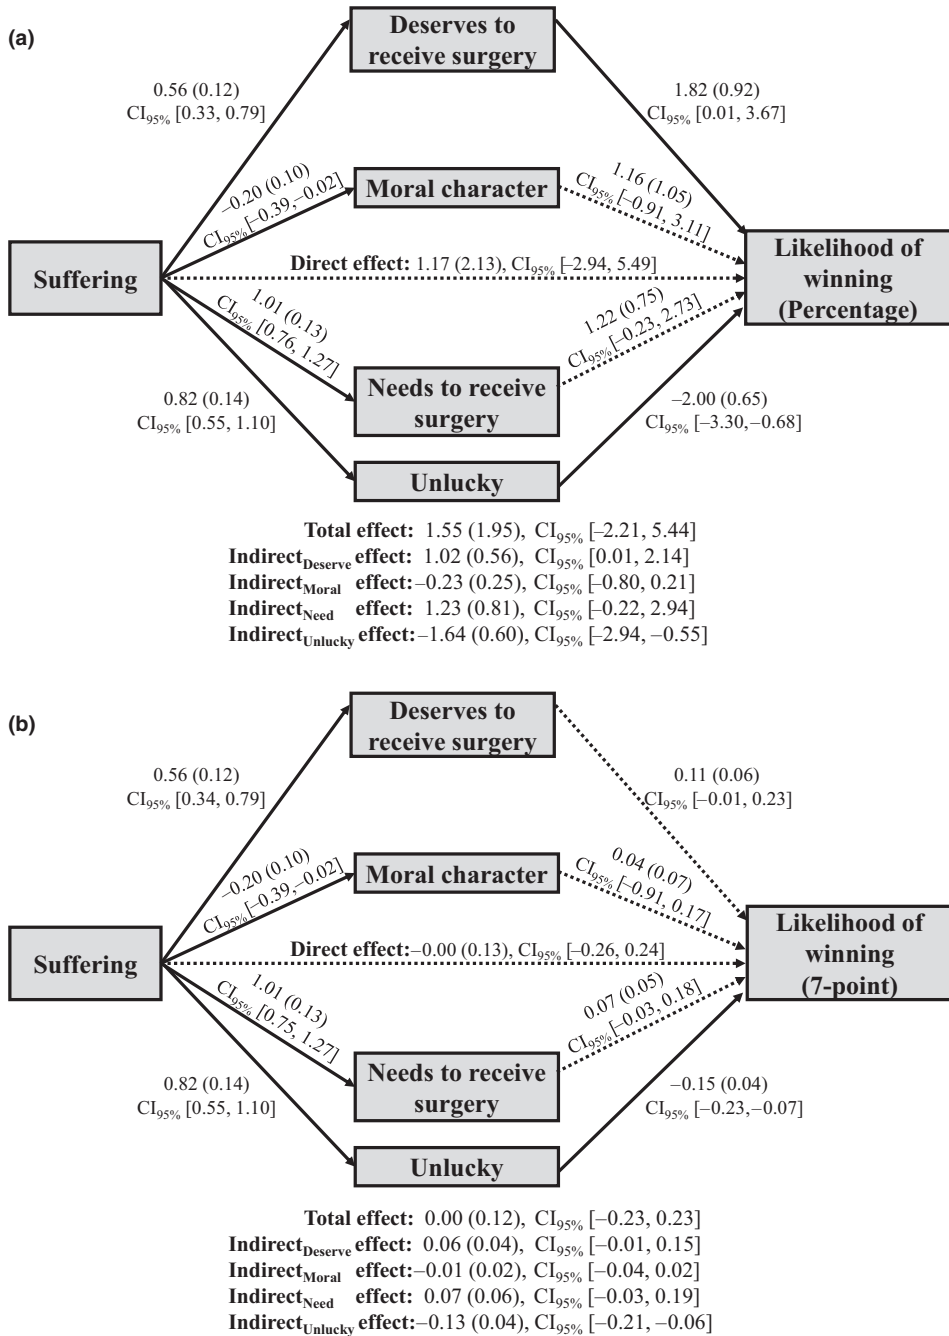 (a)
Deserves to
receive surgery
0.56 (0.12)
CI95% [0.33, 0.79]
1.82 (0.92)
CI95% [0.01, 3.67]
–0.20 (0.10)
CI95% [–0.39,–0.02]
Moral character
1.16 (1.05)
CI95% [–0.91, 3.11]
Suffering
Direct effect: 1.17 (2.13), CI95% [–2.94, 5.49]
Likelihood of
winning
(Percentage)
1.01 (0.13)
CI95% [0.76, 1.27]
1.22 (0.75)
CI95% [–0.23, 2.73]
Needs to receive
surgery
0.82 (0.14)
CI95% [0.55, 1.10]
–2.00 (0.65)
CI95% [–3.30,–0.68]
Unlucky
Total effect: 1.55 (1.95), CI95% [–2.21, 5.44]
IndirectDeserve effect: 1.02 (0.56), CI95% [0.01, 2.14]
IndirectMoral effect:–0.23 (0.25), CI95% [–0.80, 0.21]
IndirectNeed effect: 1.23 (0.81), CI95% [–0.22, 2.94]
IndirectUnlucky effect:–1.64 (0.60), CI95% [–2.94, –0.55]
(b)
Deserves to
receive surgery
0.56 (0.12)
CI95% [0.34, 0.79]
0.11 (0.06)
CI95% [–0.01, 0.23]
–0.20 (0.10)
CI95% [–0.39,–0.02]
Moral character
0.04 (0.07)
CI95% [–0.91, 0.17]
Suffering
Direct effect:–0.00 (0.13), CI95% [–0.26, 0.24]
Likelihood of
winning
(7-point)
1.01 (0.13)
CI95% [0.75, 1.27]
0.07 (0.05)
CI95% [–0.03, 0.18]
Needs to receive
surgery
0.82 (0.14)
CI95% [0.55, 1.10]
–0.15 (0.04)
CI95% [–0.23,–0.07]
Unlucky
Total effect: 0.00 (0.12), CI95% [–0.23, 0.23]
IndirectDeserve effect: 0.06 (0.04), CI95% [–0.01, 0.15]
IndirectMoral effect:–0.01 (0.02), CI95% [–0.04, 0.02]
IndirectNeed effect: 0.07 (0.06), CI95% [–0.03, 0.19]
IndirectUnlucky effect:–0.13 (0.04), CI95% [–0.21, –0.06]